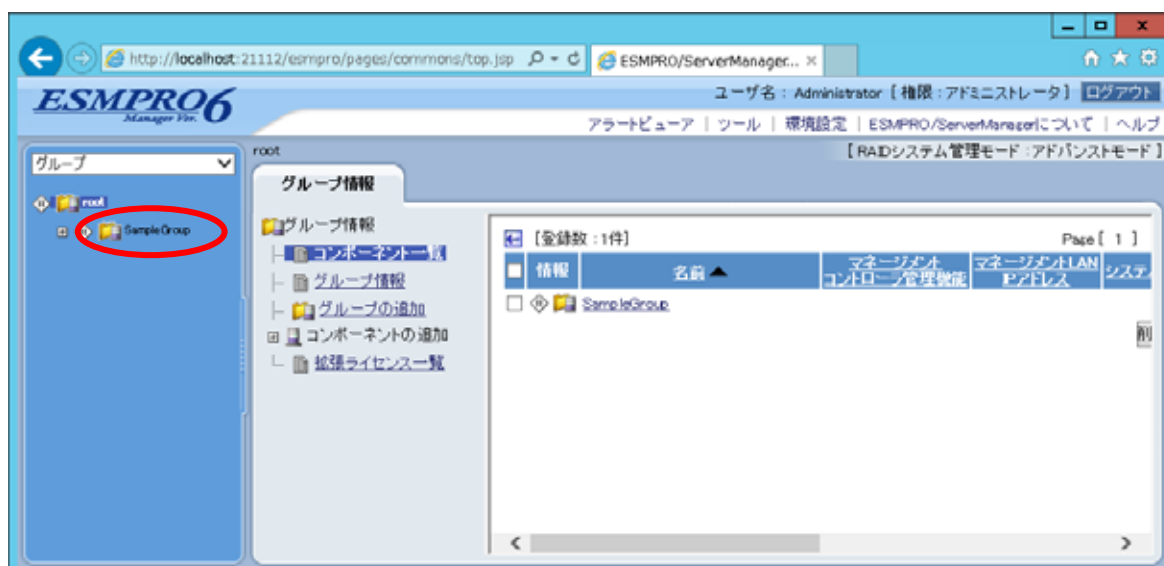 http://localhost:21112/esmpro/pages/commons/top.jsp
ESMPRO/ServerManager... ×
ESMPRO6
Manager Ver.
ユーザ名 : Administrator [ 権限 : アドミニストレータ ] ログアウト
アラートビューア | ツール | 環境設定 | ESMPRO/ServerManagerについて | ヘルプ
グループ
root
[ RAIDシステム管理モード : アドバンストモード ]
グループ情報
root
SampleGroup
グループ情報
コンポーネント一覧
グループ情報
グループの追加
コンポーネントの追加
拡張ライセンス一覧
[登録数 : 1件]
Page [ 1 ]
情報
名前 ▲
マネージメント
コントローラ管理機能
マネージメントLAN
IPアドレス
システ
SampleGroup
削